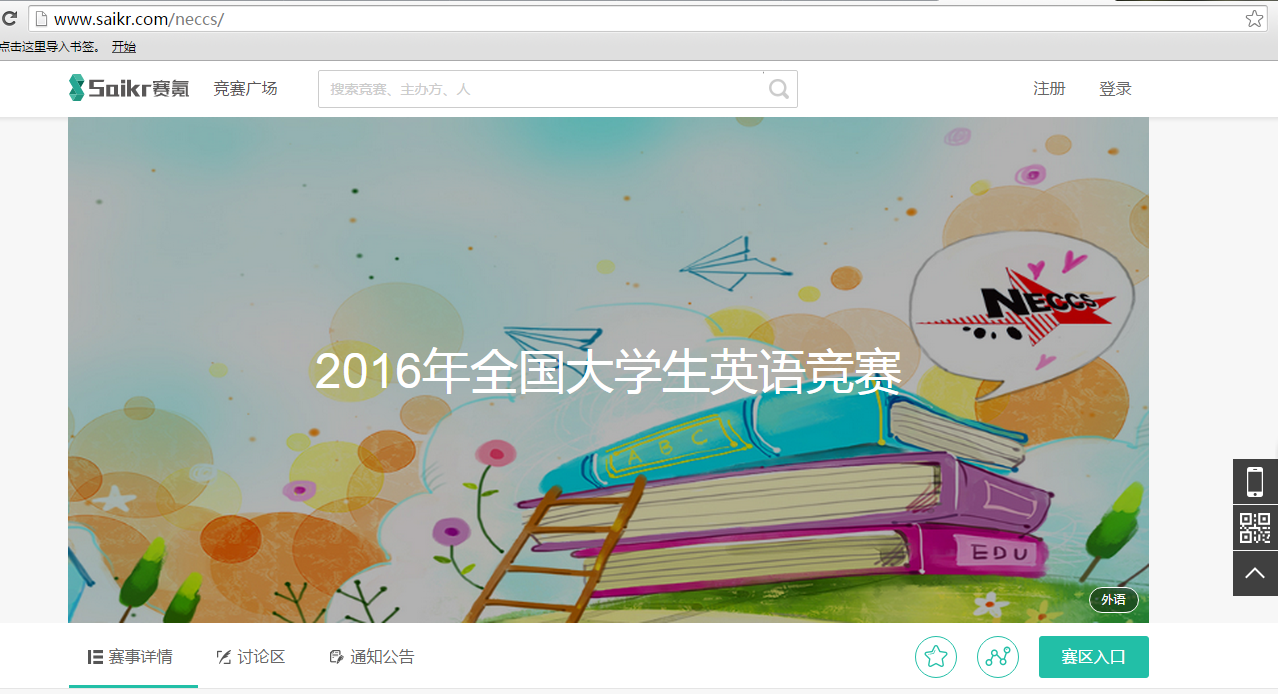 www.saikr.com/neccs/
点击这里导入书签。 开始
Saikr赛氪 竞赛广场 搜索竞赛、主办方、人 注册 登录
NECCS
2016年全国大学生英语竞赛
ABC
EDU
外语
赛事详情 讨论区 通知公告 赛区入口